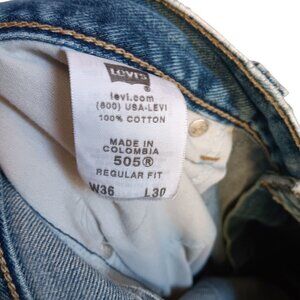 LEVI'S
levi.com
(800) USA-LEVI
100% COTTON
MADE IN
COLOMBIA
505®
REGULAR FIT
W36 L30